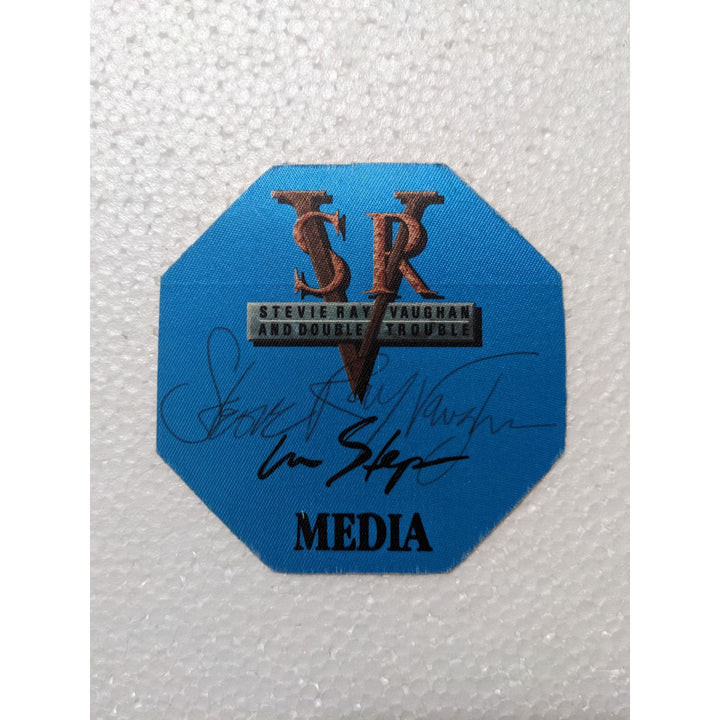 SRV
STEVIE RAY VAUGHAN
AND DOUBLE TROUBLE
Stevie Ray Vaughan
In Step
MEDIA